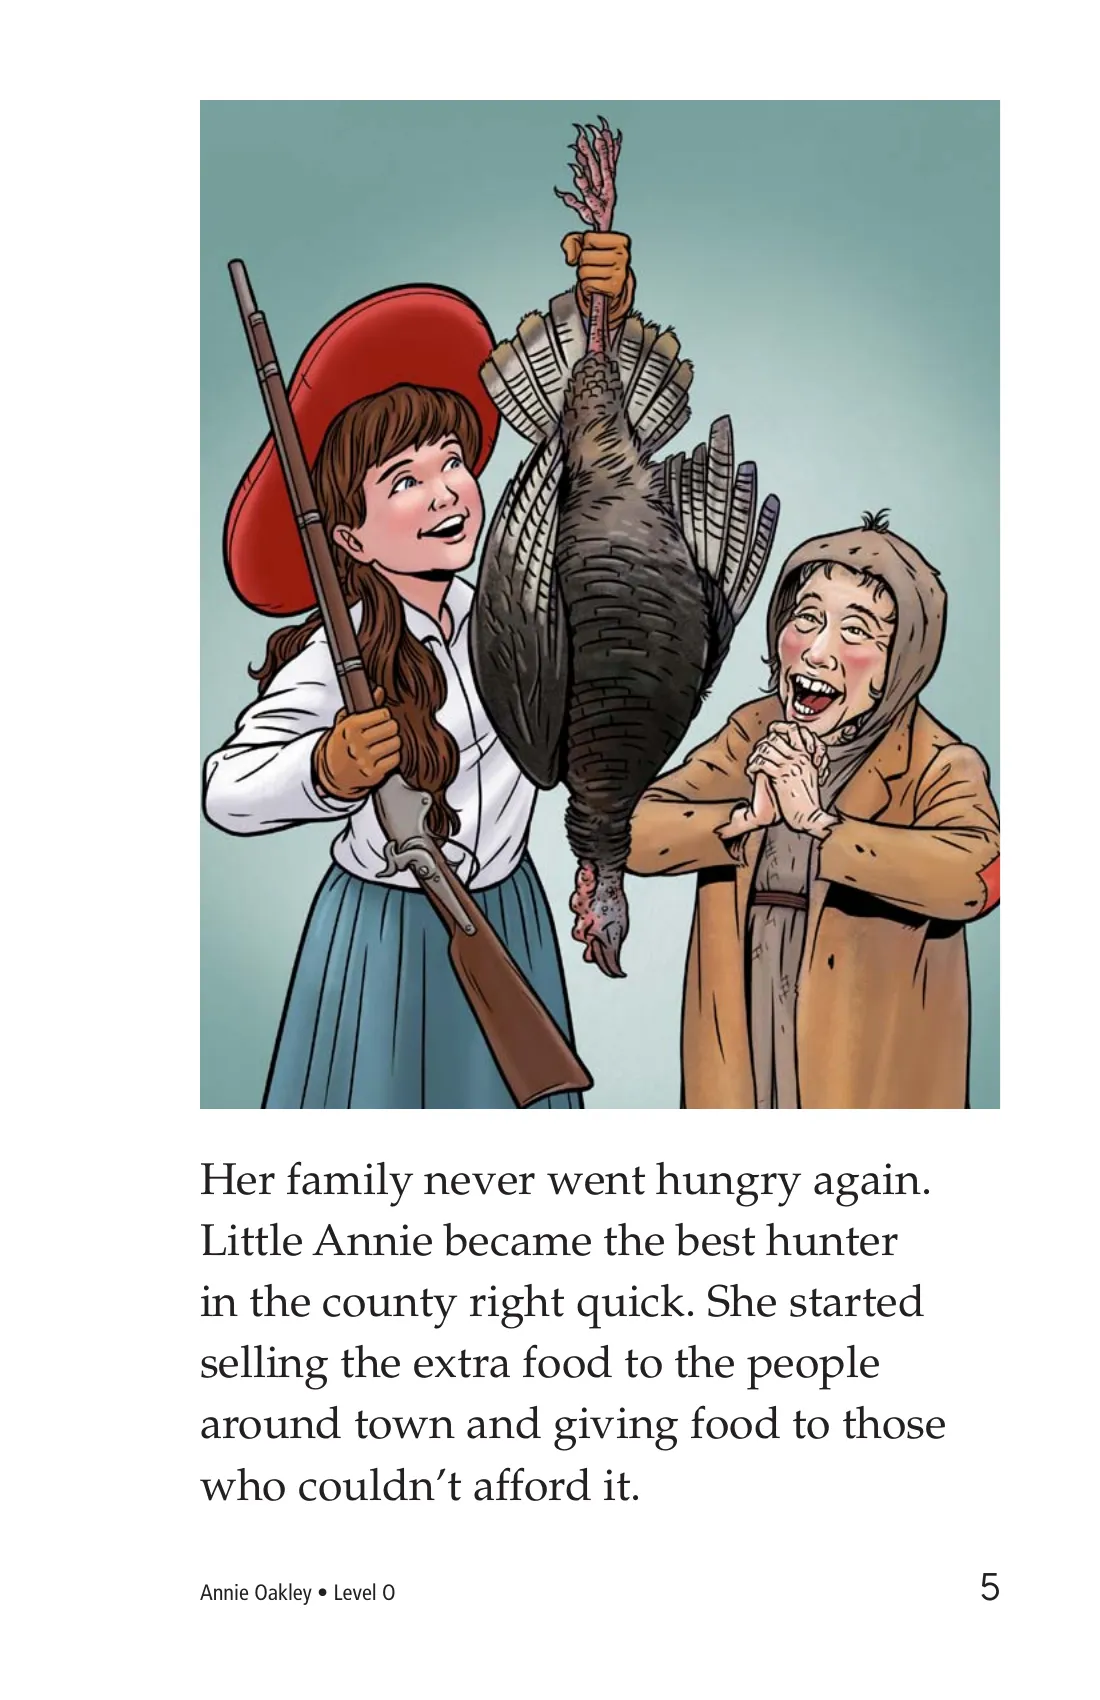 Her family never went hungry again.
Little Annie became the best hunter
in the county right quick. She started
selling the extra food to the people
around town and giving food to those
who couldn’t afford it.
Annie Oakley • Level O
5